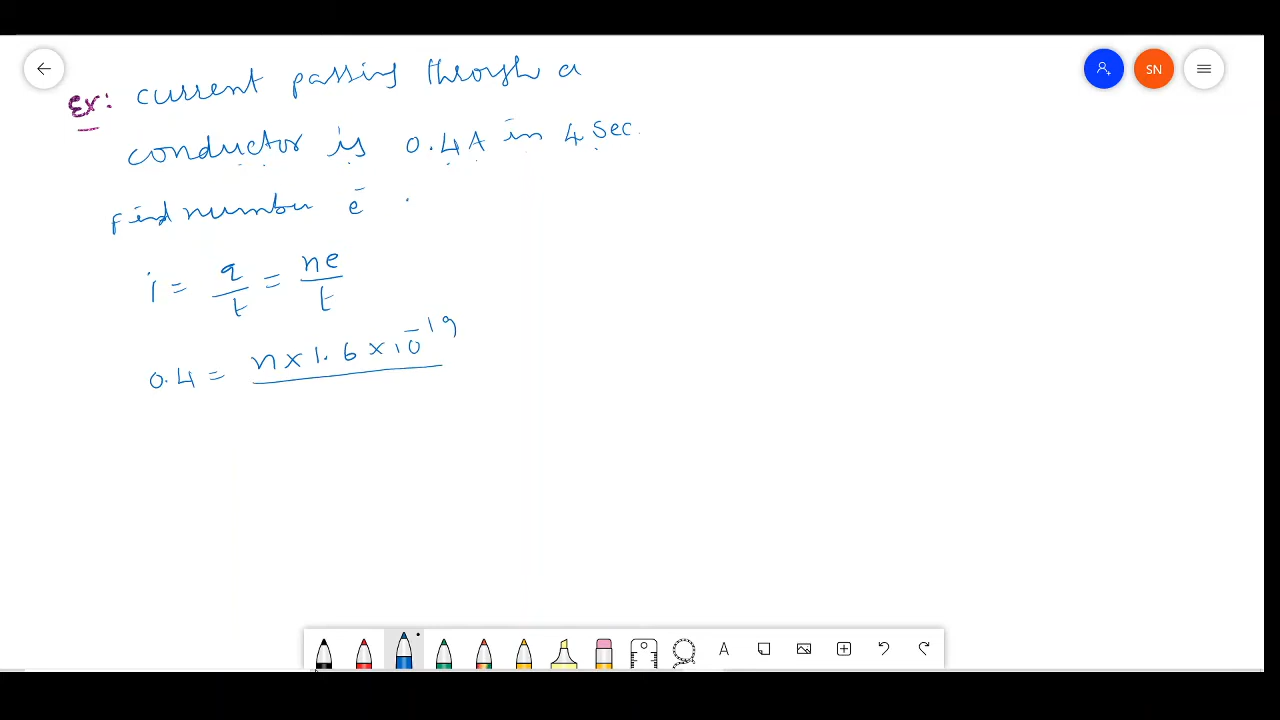 Ex: current passing through a
conductor is 0.4A in 4 Sec.
Find number e⁻.
i = q/t = ne/t
0.4 = n×1.6×10⁻¹⁹
SN
A